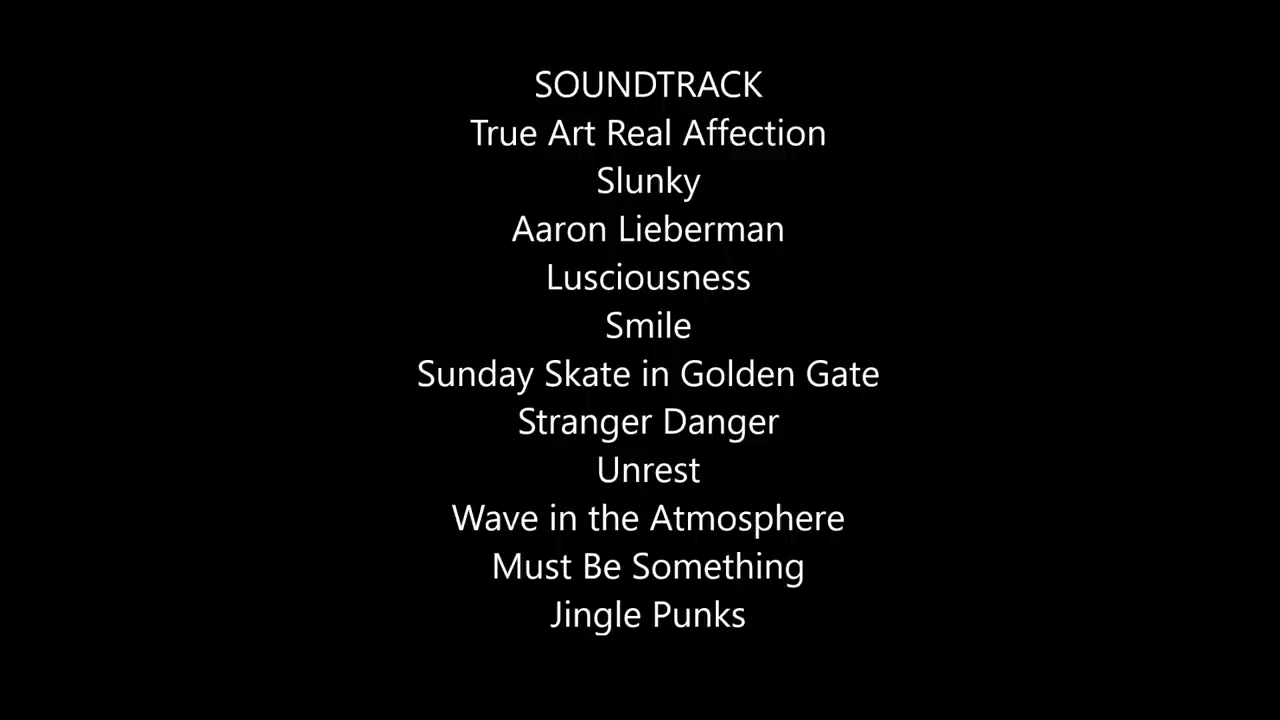 SOUNDTRACK
True Art Real Affection
Slunky
Aaron Lieberman
Lusciousness
Smile
Sunday Skate in Golden Gate
Stranger Danger
Unrest
Wave in the Atmosphere
Must Be Something
Jingle Punks